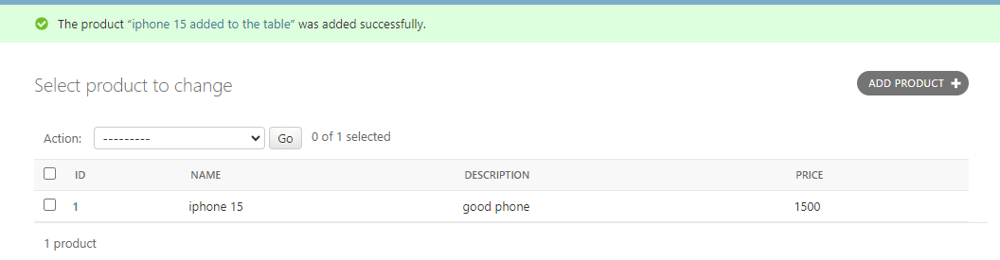 The product “iphone 15 added to the table” was added successfully.
Select product to change
ADD PRODUCT +
Action: --------- Go 0 of 1 selected
ID NAME DESCRIPTION PRICE
1 iphone 15 good phone 1500
1 product